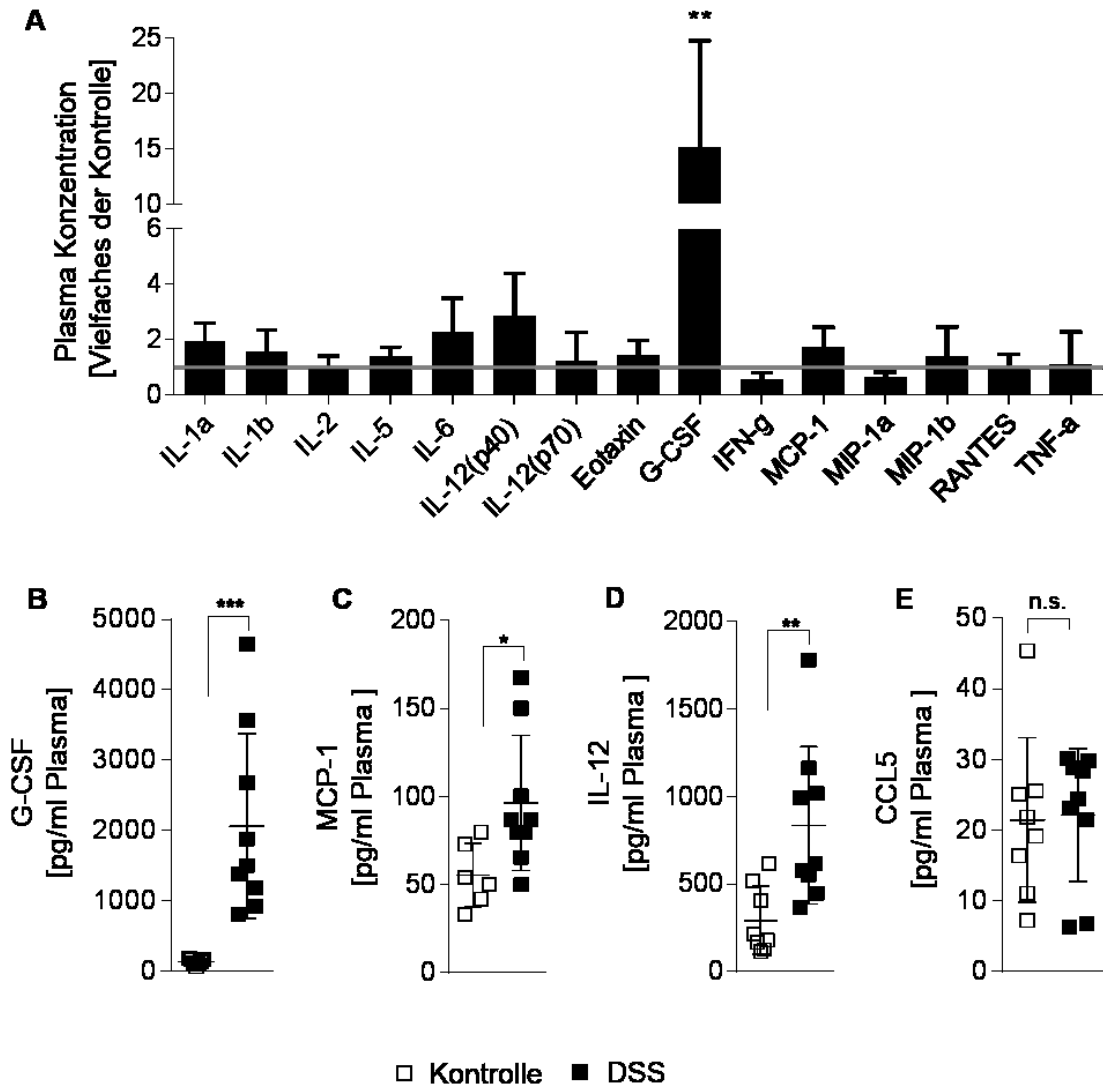 A
**
Plasma Konzentration
[Vielfaches der Kontrolle]
25
20
15
10
6
4
2
0
IL-1a
IL-1b
IL-2
IL-5
IL-6
IL-12(p40)
IL-12(p70)
Eotaxin
G-CSF
IFN-g
MCP-1
MIP-1a
MIP-1b
RANTES
TNF-a
B
***
G-CSF
[pg/ml Plasma]
5000
4000
3000
2000
1000
0
C
*
MCP-1
[pg/ml Plasma ]
200
150
100
50
0
D
**
IL-12
[pg/ml Plasma ]
2000
1500
1000
500
0
E
n.s.
CCL5
[pg/ml Plasma ]
50
40
30
20
10
0
Kontrolle DSS